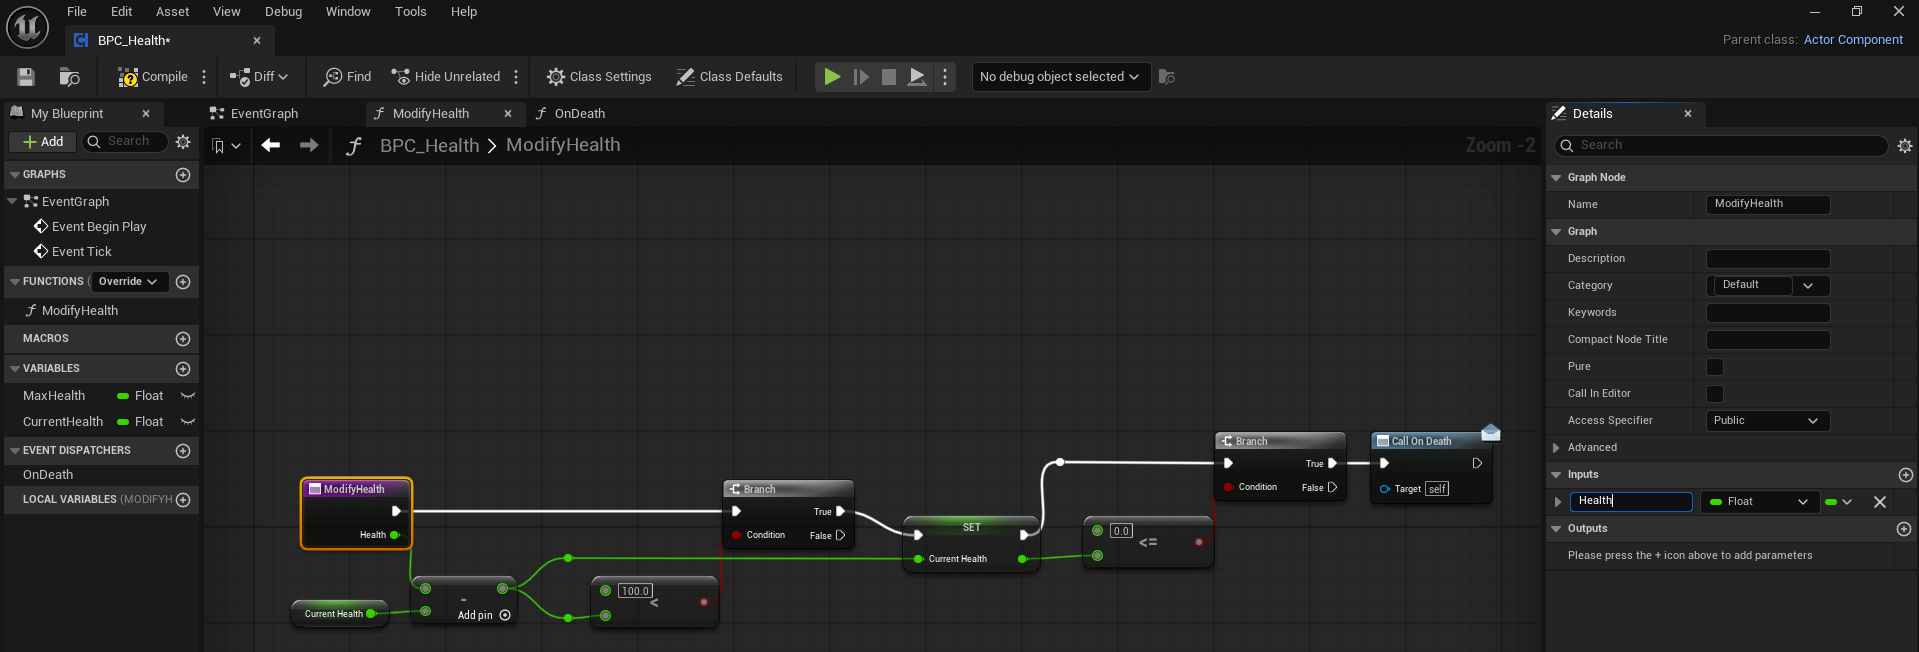 File Edit Asset View Debug Window Tools Help
BPC_Health*
Parent class: Actor Component
Compile Diff Find Hide Unrelated Class Settings Class Defaults No debug object selected
My Blueprint
Add Search
GRAPHS
EventGraph
Event Begin Play
Event Tick
FUNCTIONS ( Override
ModifyHealth
MACROS
VARIABLES
MaxHealth Float
CurrentHealth Float
EVENT DISPATCHERS
OnDeath
LOCAL VARIABLES (MODIFYH
EventGraph ModifyHealth OnDeath
BPC_Health > ModifyHealth
Zoom -2
ModifyHealth
Health
Current Health
-
Add pin
100.0
<
Branch
True
Condition False
SET
Current Health
0.0
<=
Branch
True
Condition False
Call On Death
Target self
Details
Search
Graph Node
Name ModifyHealth
Graph
Description
Category Default
Keywords
Compact Node Title
Pure
Call In Editor
Access Specifier Public
Advanced
Inputs
Health Float
Outputs
Please press the + icon above to add parameters